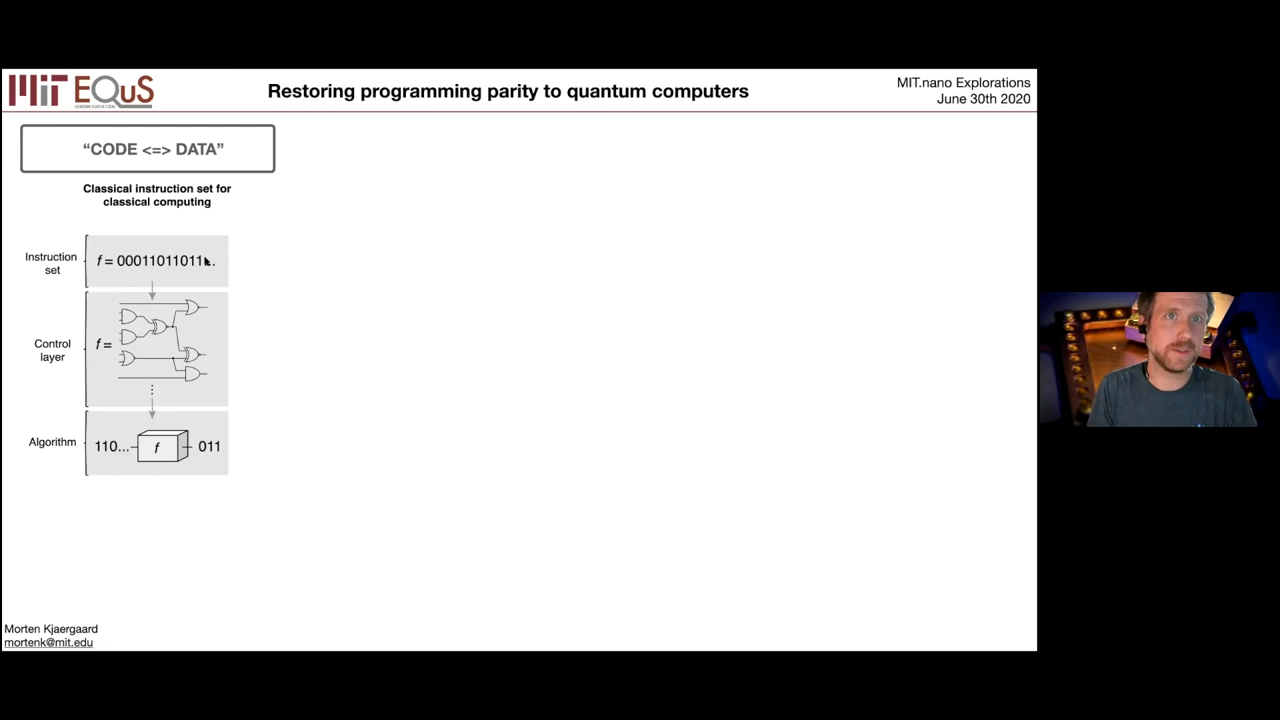 MIT EQuS
Restoring programming parity to quantum computers
MIT.nano Explorations
June 30th 2020
“CODE <=> DATA”
Classical instruction set for
classical computing
Instruction
set
f = 00011011011...
Control
layer
f =
Algorithm
110...
f
011
Morten Kjaergaard
mortenk@mit.edu